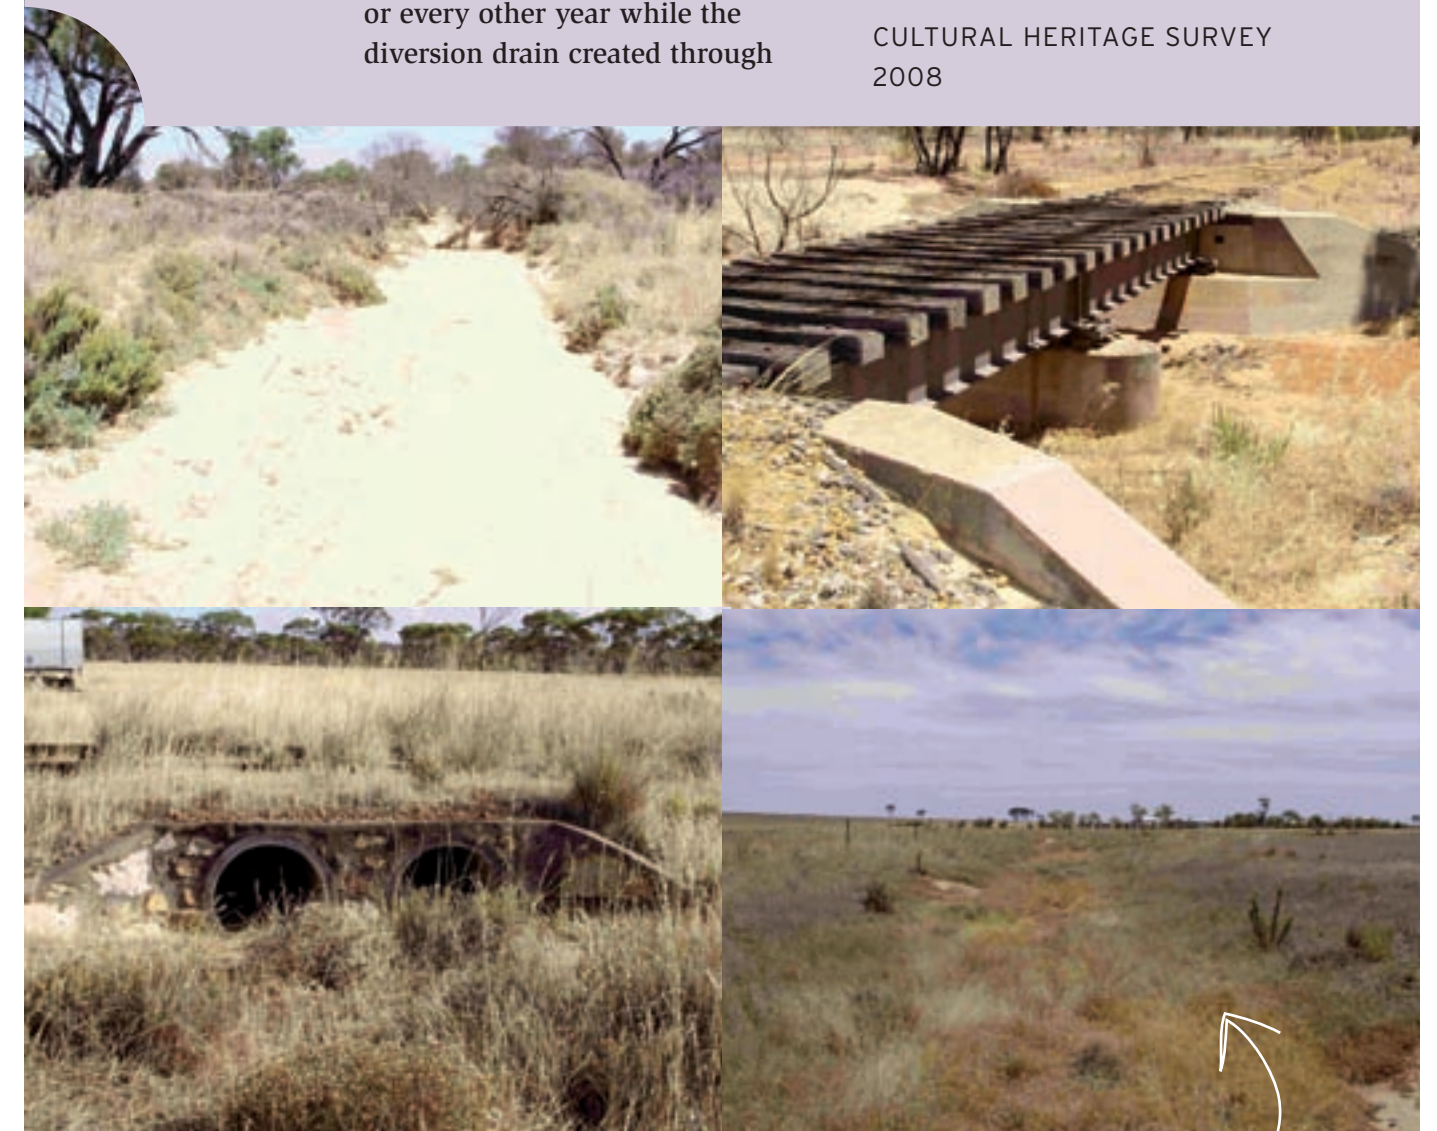 or every other year while the
diversion drain created through
CULTURAL HERITAGE SURVEY
2008